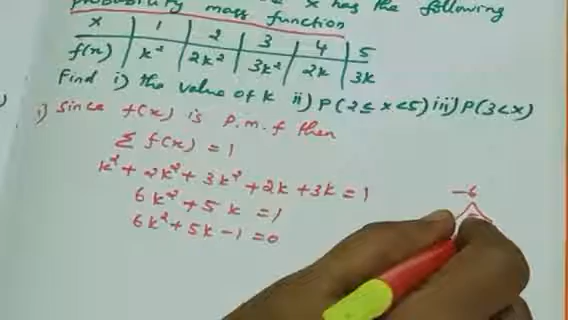 x has the following
probability mass function
x 1 2 3 4 5
f(x) k² 2k² 3k² 2k 3k
Find i) the value of k ii) P(2≤x<5) iii) P(3<x)
i) Since f(x) is p.m.f then
Σ f(x) = 1
k² + 2k² + 3k² + 2k + 3k = 1
6k² + 5k = 1
6k² + 5k - 1 = 0
-6